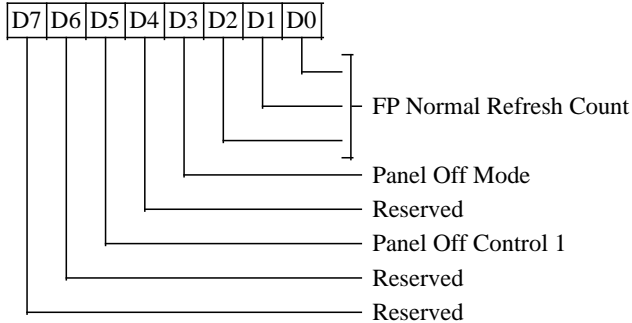 D7 D6 D5 D4 D3 D2 D1 D0
FP Normal Refresh Count
Panel Off Mode
Reserved
Panel Off Control 1
Reserved
Reserved